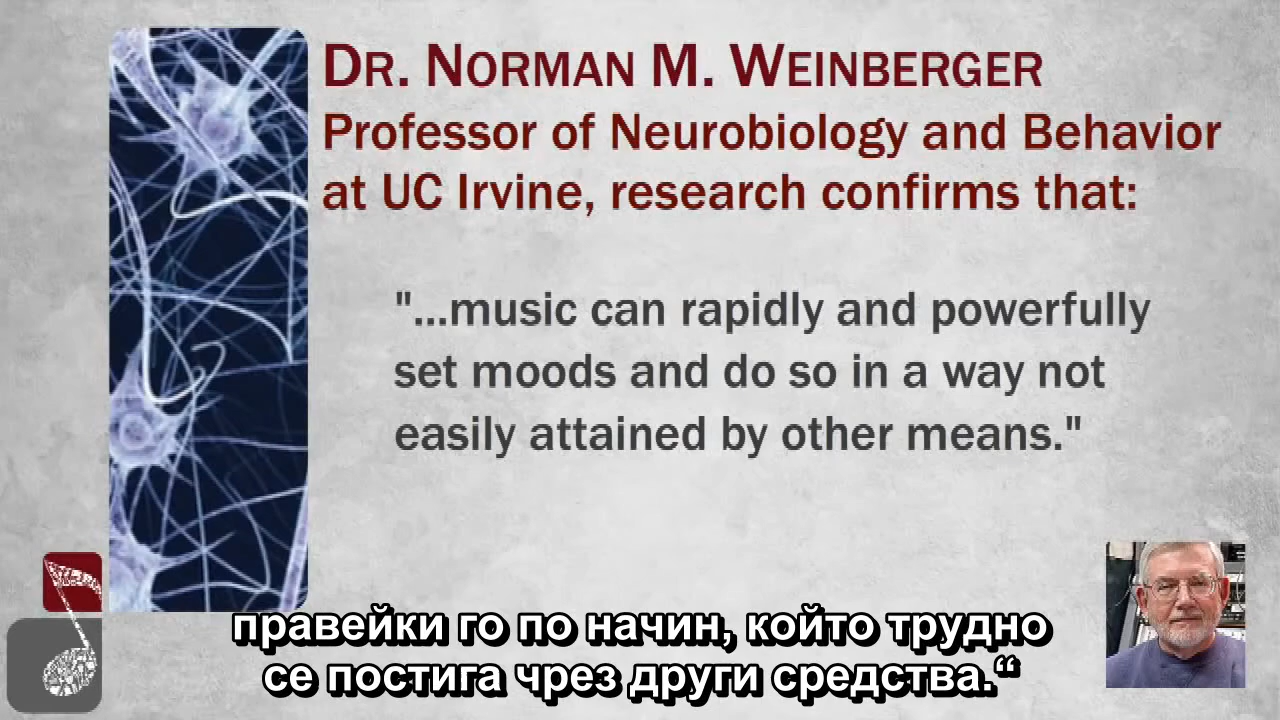 DR. NORMAN M. WEINBERGER
Professor of Neurobiology and Behavior
at UC Irvine, research confirms that:
"...music can rapidly and powerfully
set moods and do so in a way not
easily attained by other means."
правейки го по начин, който трудно
се постига чрез други средства.“